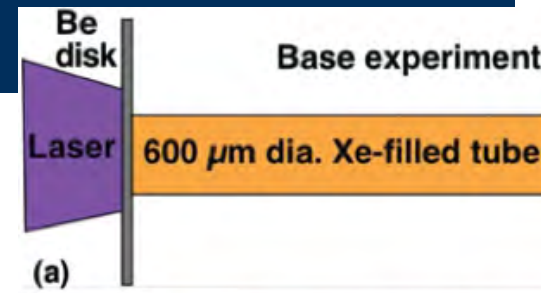 Be
disk
Base experiment
Laser
600 µm dia. Xe-filled tube
(a)